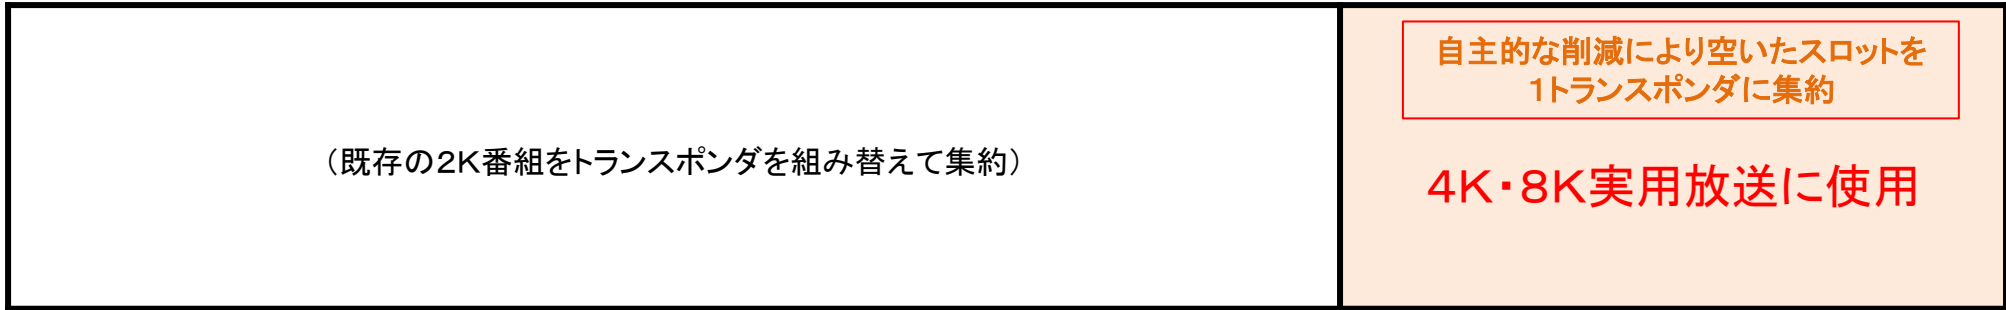 （既存の２Ｋ番組をトランスポンダを組み替えて集約）
自主的な削減により空いたスロットを
１トランスポンダに集約
４Ｋ・８Ｋ実用放送に使用